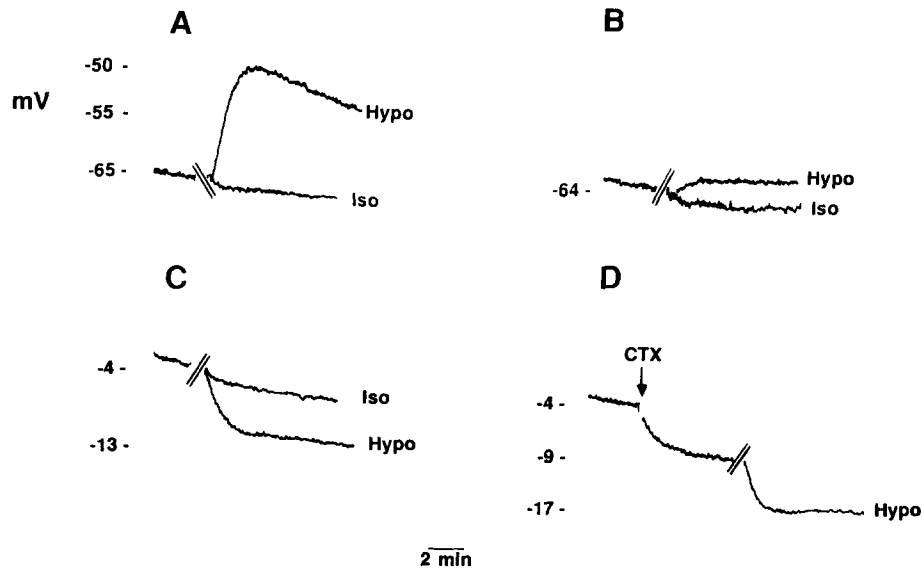 A
B
-50 -
mV
-55 -
Hypo
-65 -
Iso
-64 -
Hypo
Iso
C
D
CTX
-4 -
Iso
-13 -
Hypo
-4 -
-9 -
-17 -
Hypo
2 min